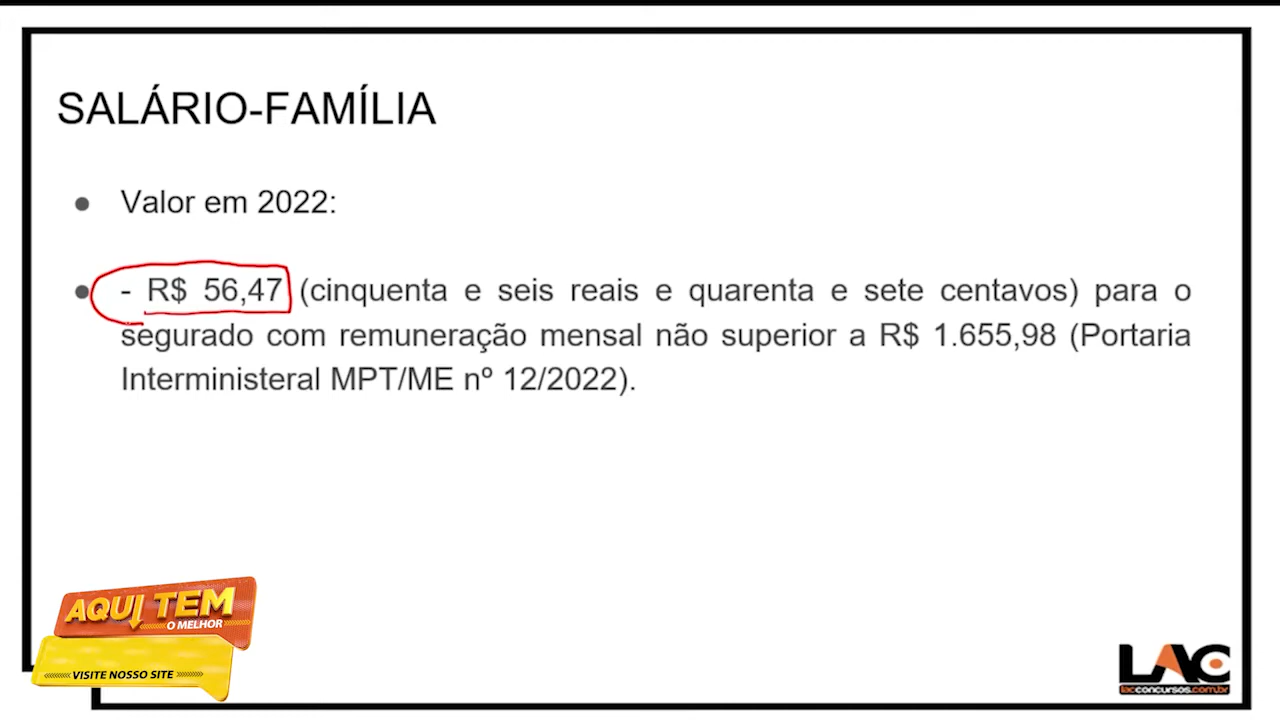 SALÁRIO-FAMÍLIA
● Valor em 2022:
● - R$ 56,47 (cinquenta e seis reais e quarenta e sete centavos) para o
segurado com remuneração mensal não superior a R$ 1.655,98 (Portaria
Interministeral MPT/ME nº 12/2022).
AQUI TEM
O MELHOR
VISITE NOSSO SITE
LAC
lacconcursos.com.br